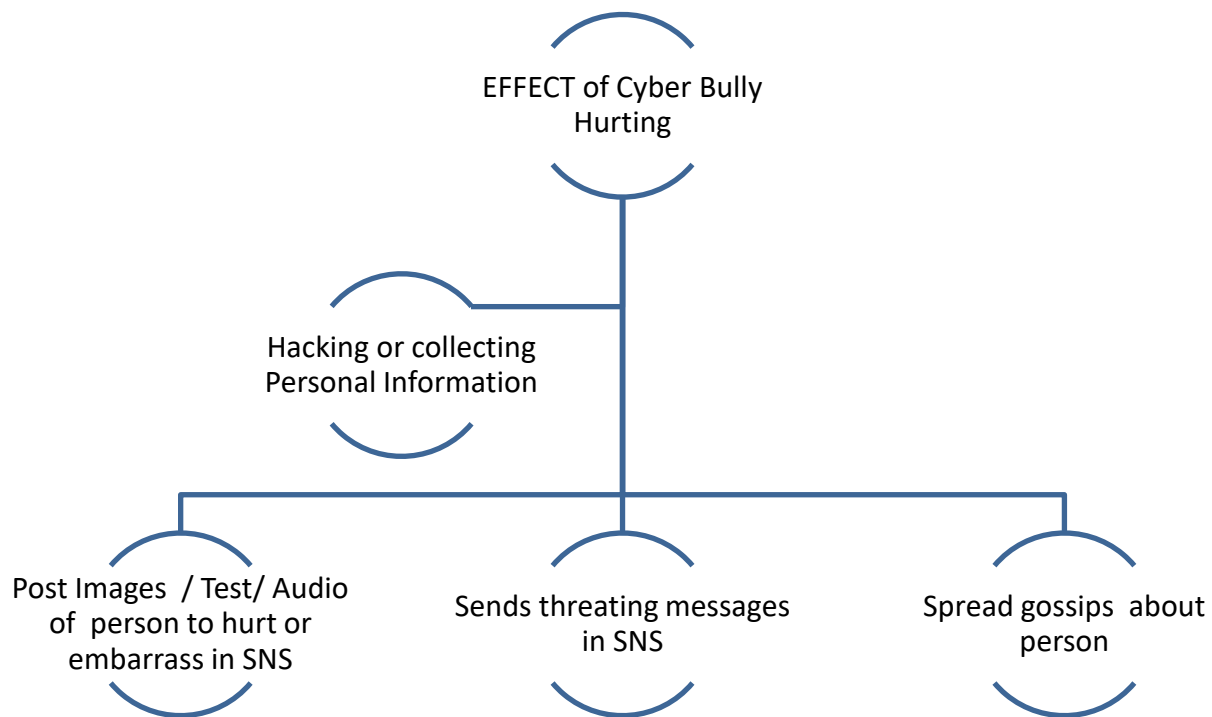 EFFECT of Cyber Bully
Hurting
Hacking or collecting
Personal Information
Post Images / Test/ Audio
of person to hurt or
embarrass in SNS
Sends threating messages
in SNS
Spread gossips about
person